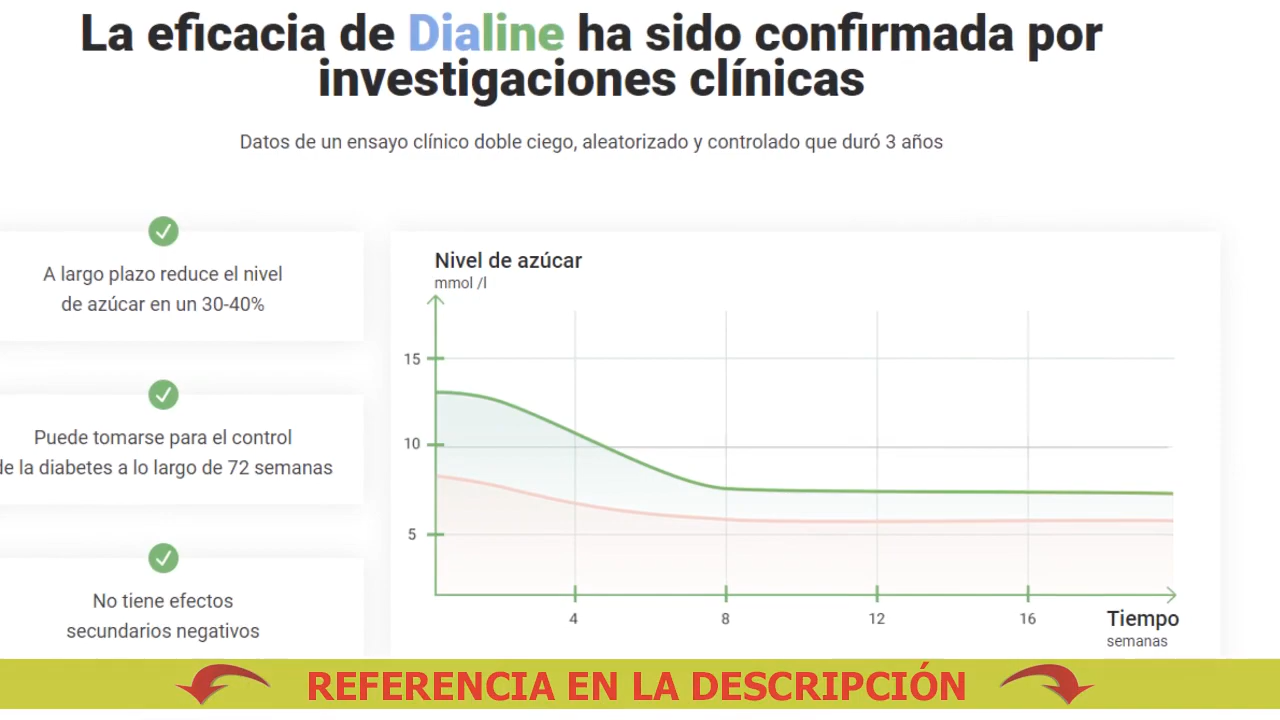 La eficacia de Dialine ha sido confirmada por
investigaciones clínicas
Datos de un ensayo clínico doble ciego, aleatorizado y controlado que duró 3 años
A largo plazo reduce el nivel
de azúcar en un 30-40%
Puede tomarse para el control
de la diabetes a lo largo de 72 semanas
No tiene efectos
secundarios negativos
Nivel de azúcar
mmol /l
15
10
5
4 8 12 16
Tiempo
semanas
REFERENCIA EN LA DESCRIPCIÓN